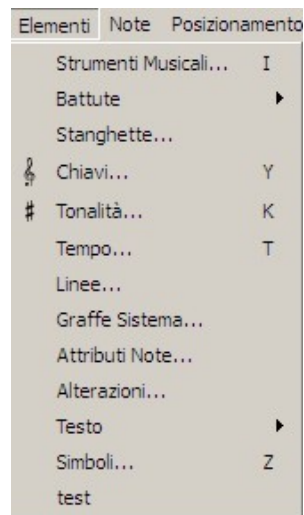 Elementi Note Posizionamento
Strumenti Musicali... I
Battute
Stanghette...
Chiavi... Y
Tonalità... K
Tempo... T
Linee...
Graffe Sistema...
Attributi Note...
Alterazioni...
Testo
Simboli... Z
test